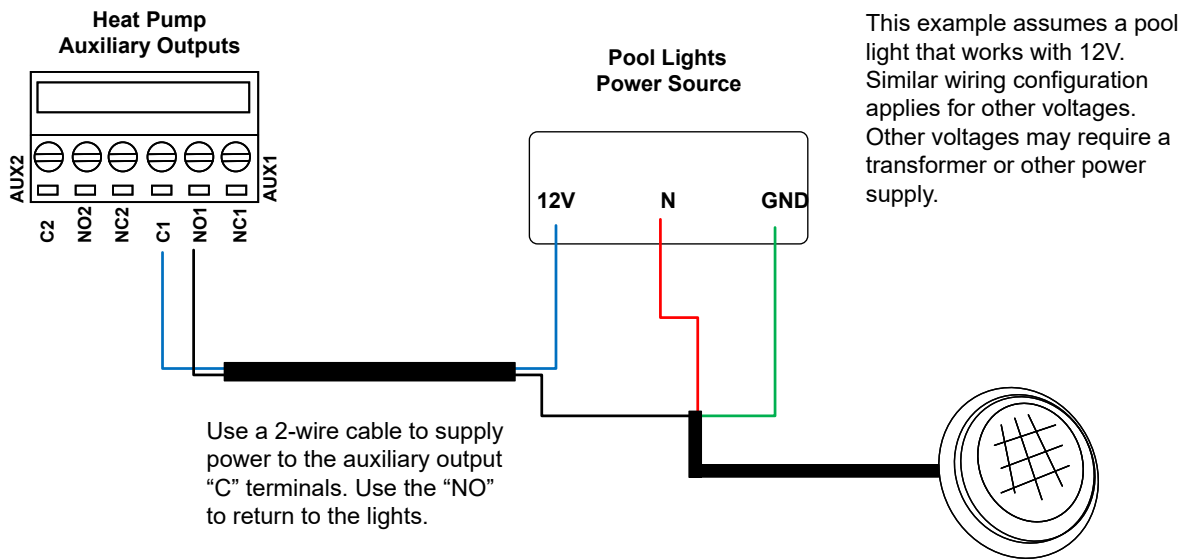 Heat Pump
Auxiliary Outputs
AUX2
AUX1
C2
NO2
NC2
C1
NO1
NC1
Pool Lights
Power Source
12V
N
GND
This example assumes a pool
light that works with 12V.
Similar wiring configuration
applies for other voltages.
Other voltages may require a
transformer or other power
supply.
Use a 2-wire cable to supply
power to the auxiliary output
“C” terminals. Use the “NO”
to return to the lights.